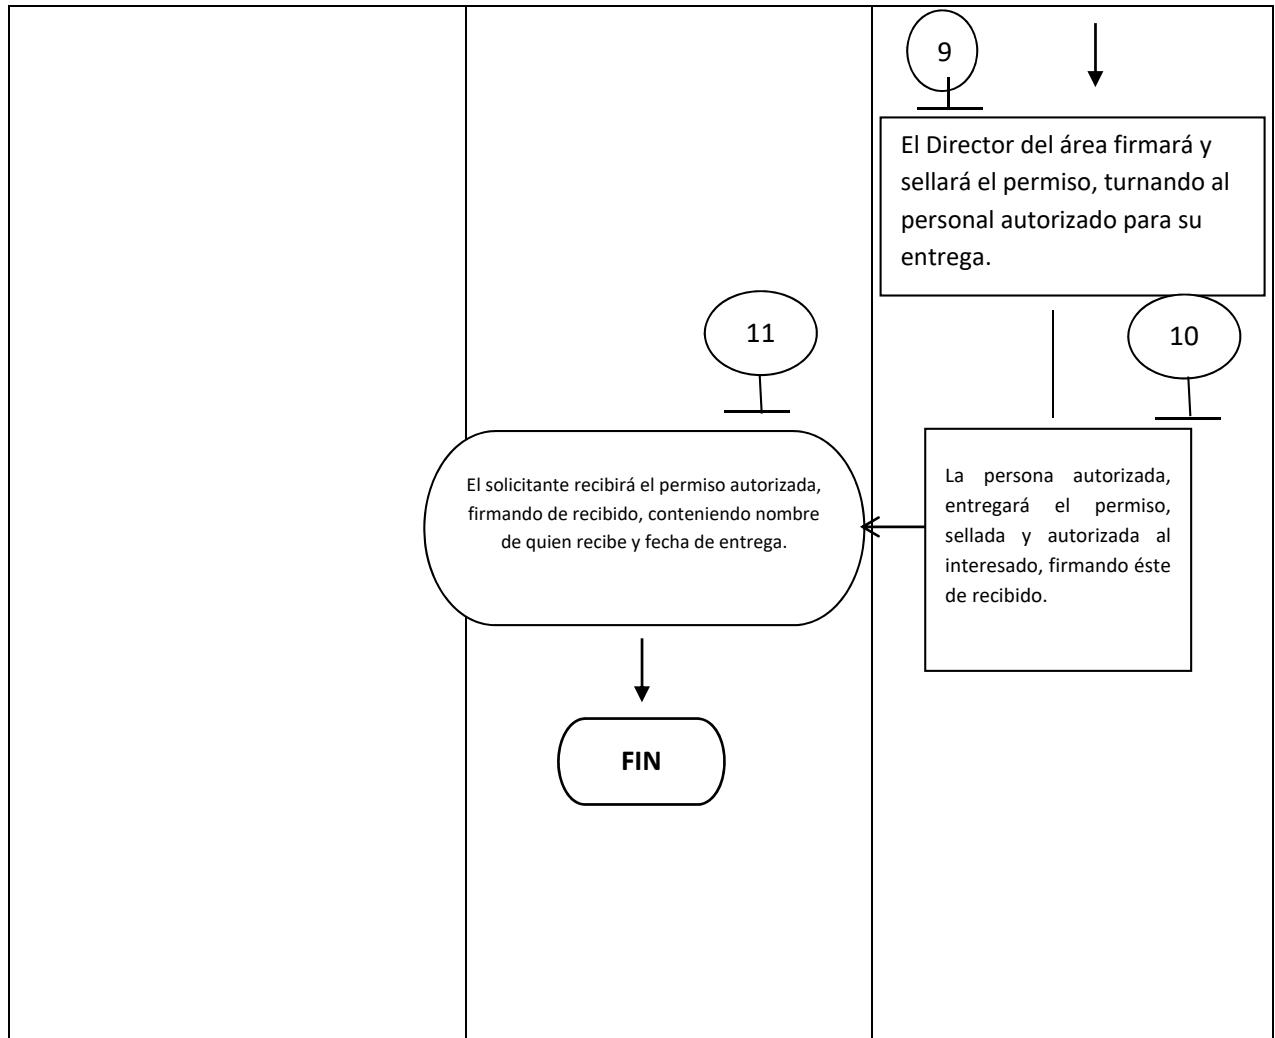 9
El Director del área firmará y
sellará el permiso, turnando al
personal autorizado para su
entrega.
10
La persona autorizada,
entregará el permiso,
sellada y autorizada al
interesado, firmando éste
de recibido.
11
El solicitante recibirá el permiso autorizada,
firmando de recibido, conteniendo nombre
de quien recibe y fecha de entrega.
FIN